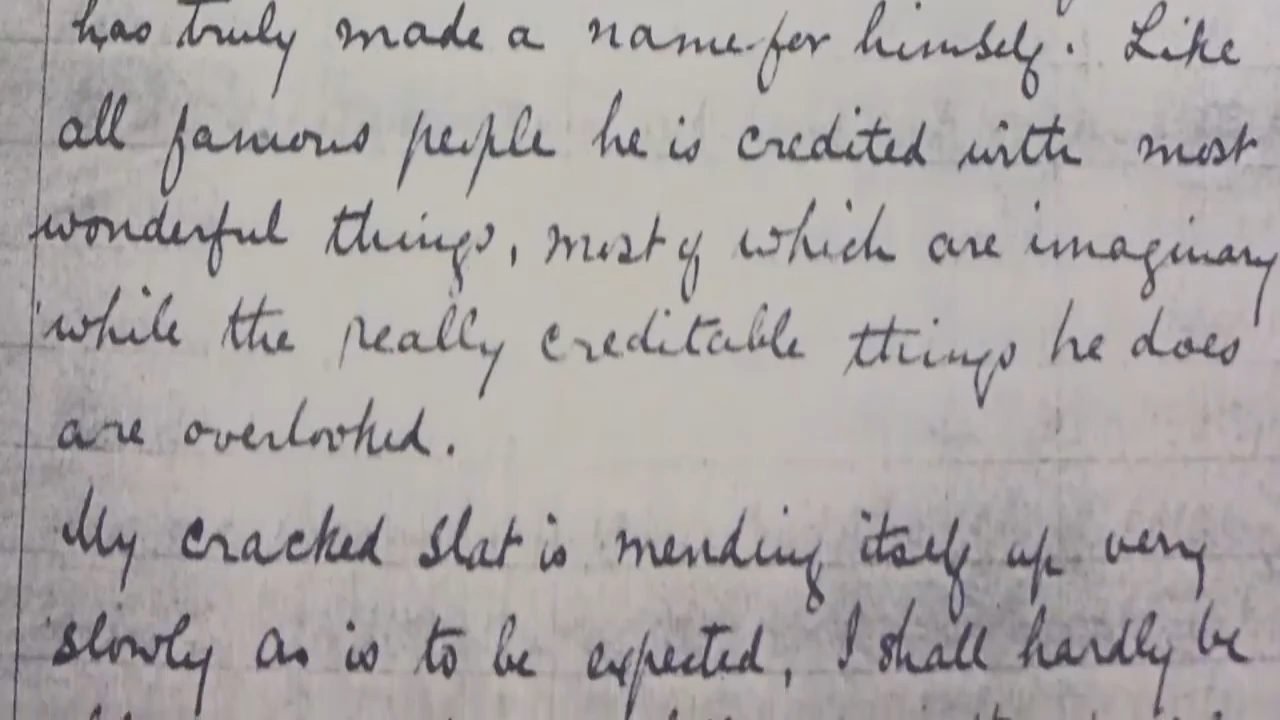 has truly made a name for himself. Like
all famous people he is credited with most
wonderful things, most of which are imaginary
while the really creditable things he does
are overlooked.
My cracked slat is mending itself up very
slowly as is to be expected, I shall hardly be